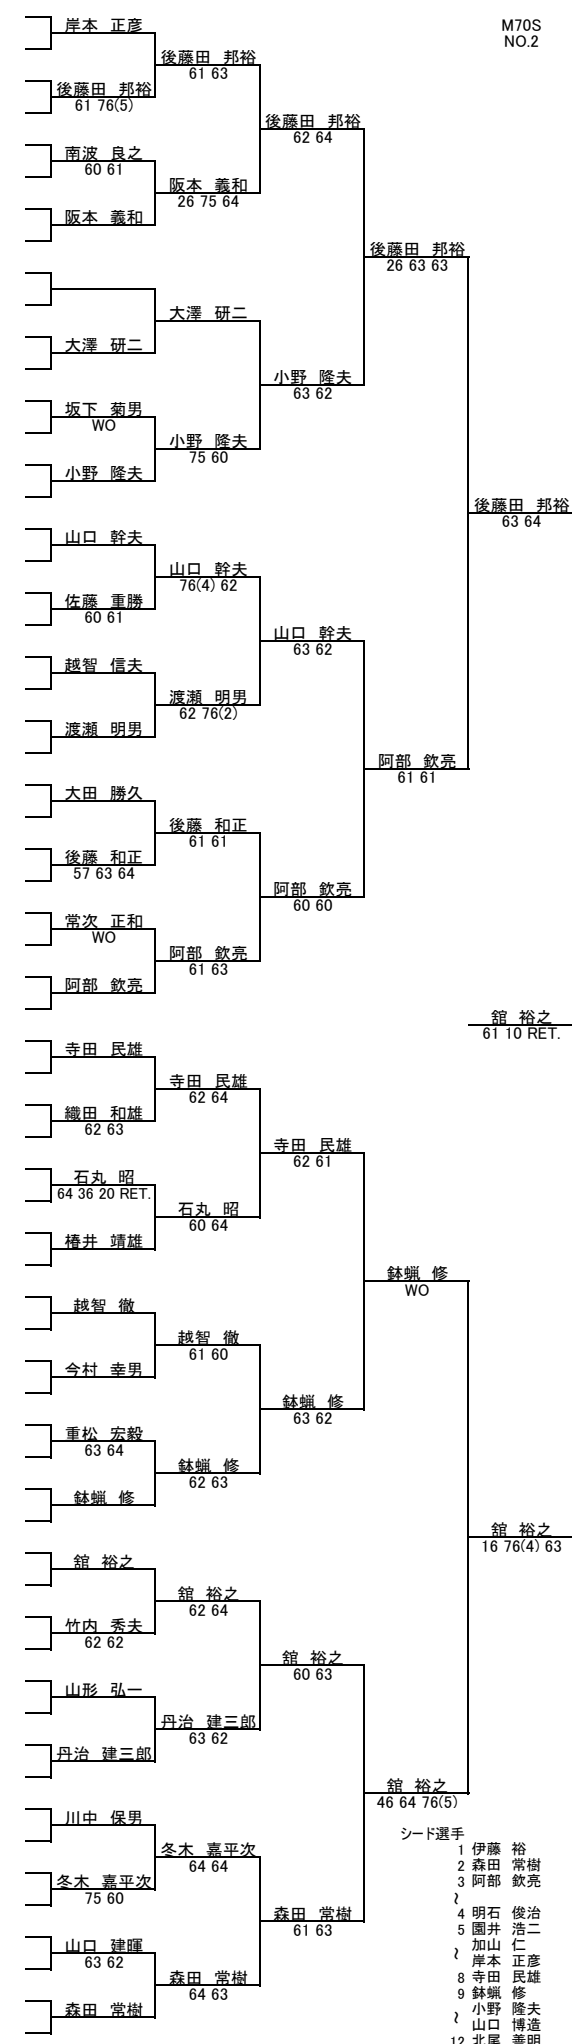 M70S
NO.2
岸本 正彦
後藤田 邦裕
61 63
後藤田 邦裕
61 76(5)
後藤田 邦裕
62 64
南波 良之
60 61
阪本 義和
26 75 64
阪本 義和
後藤田 邦裕
26 63 63
大澤 研二
大澤 研二
小野 隆夫
63 62
坂下 菊男
WO
小野 隆夫
75 60
小野 隆夫
後藤田 邦裕
63 64
山口 幹夫
山口 幹夫
76(4) 62
佐藤 重勝
60 61
山口 幹夫
63 62
越智 信夫
渡瀬 明男
62 76(2)
渡瀬 明男
阿部 欽亮
61 61
大田 勝久
後藤 和正
61 61
後藤 和正
57 63 64
阿部 欽亮
60 60
常次 正和
WO
阿部 欽亮
61 63
阿部 欽亮
舘 裕之
61 10 RET.
寺田 民雄
寺田 民雄
62 64
織田 和雄
62 63
寺田 民雄
62 61
石丸 昭
64 36 20 RET.
石丸 昭
60 64
椿井 靖雄
鉢蝋 修
WO
越智 徹
越智 徹
61 60
今村 幸男
鉢蝋 修
63 62
重松 宏毅
63 64
鉢蝋 修
62 63
鉢蝋 修
舘 裕之
16 76(4) 63
舘 裕之
舘 裕之
62 64
竹内 秀夫
62 62
舘 裕之
60 63
山形 弘一
丹治 建三郎
63 62
丹治 建三郎
舘 裕之
46 64 76(5)
川中 保男
冬木 嘉平次
64 64
冬木 嘉平次
75 60
森田 常樹
61 63
山口 建暉
63 62
森田 常樹
64 63
森田 常樹
シード選手
1 伊藤 裕
2 森田 常樹
3 阿部 欽亮
~
4 明石 俊治
5 園井 浩二
加山 仁
~
岸本 正彦
8 寺田 民雄
9 鉢蝋 修
小野 隆夫
~
山口 博造
12 北尾 善明